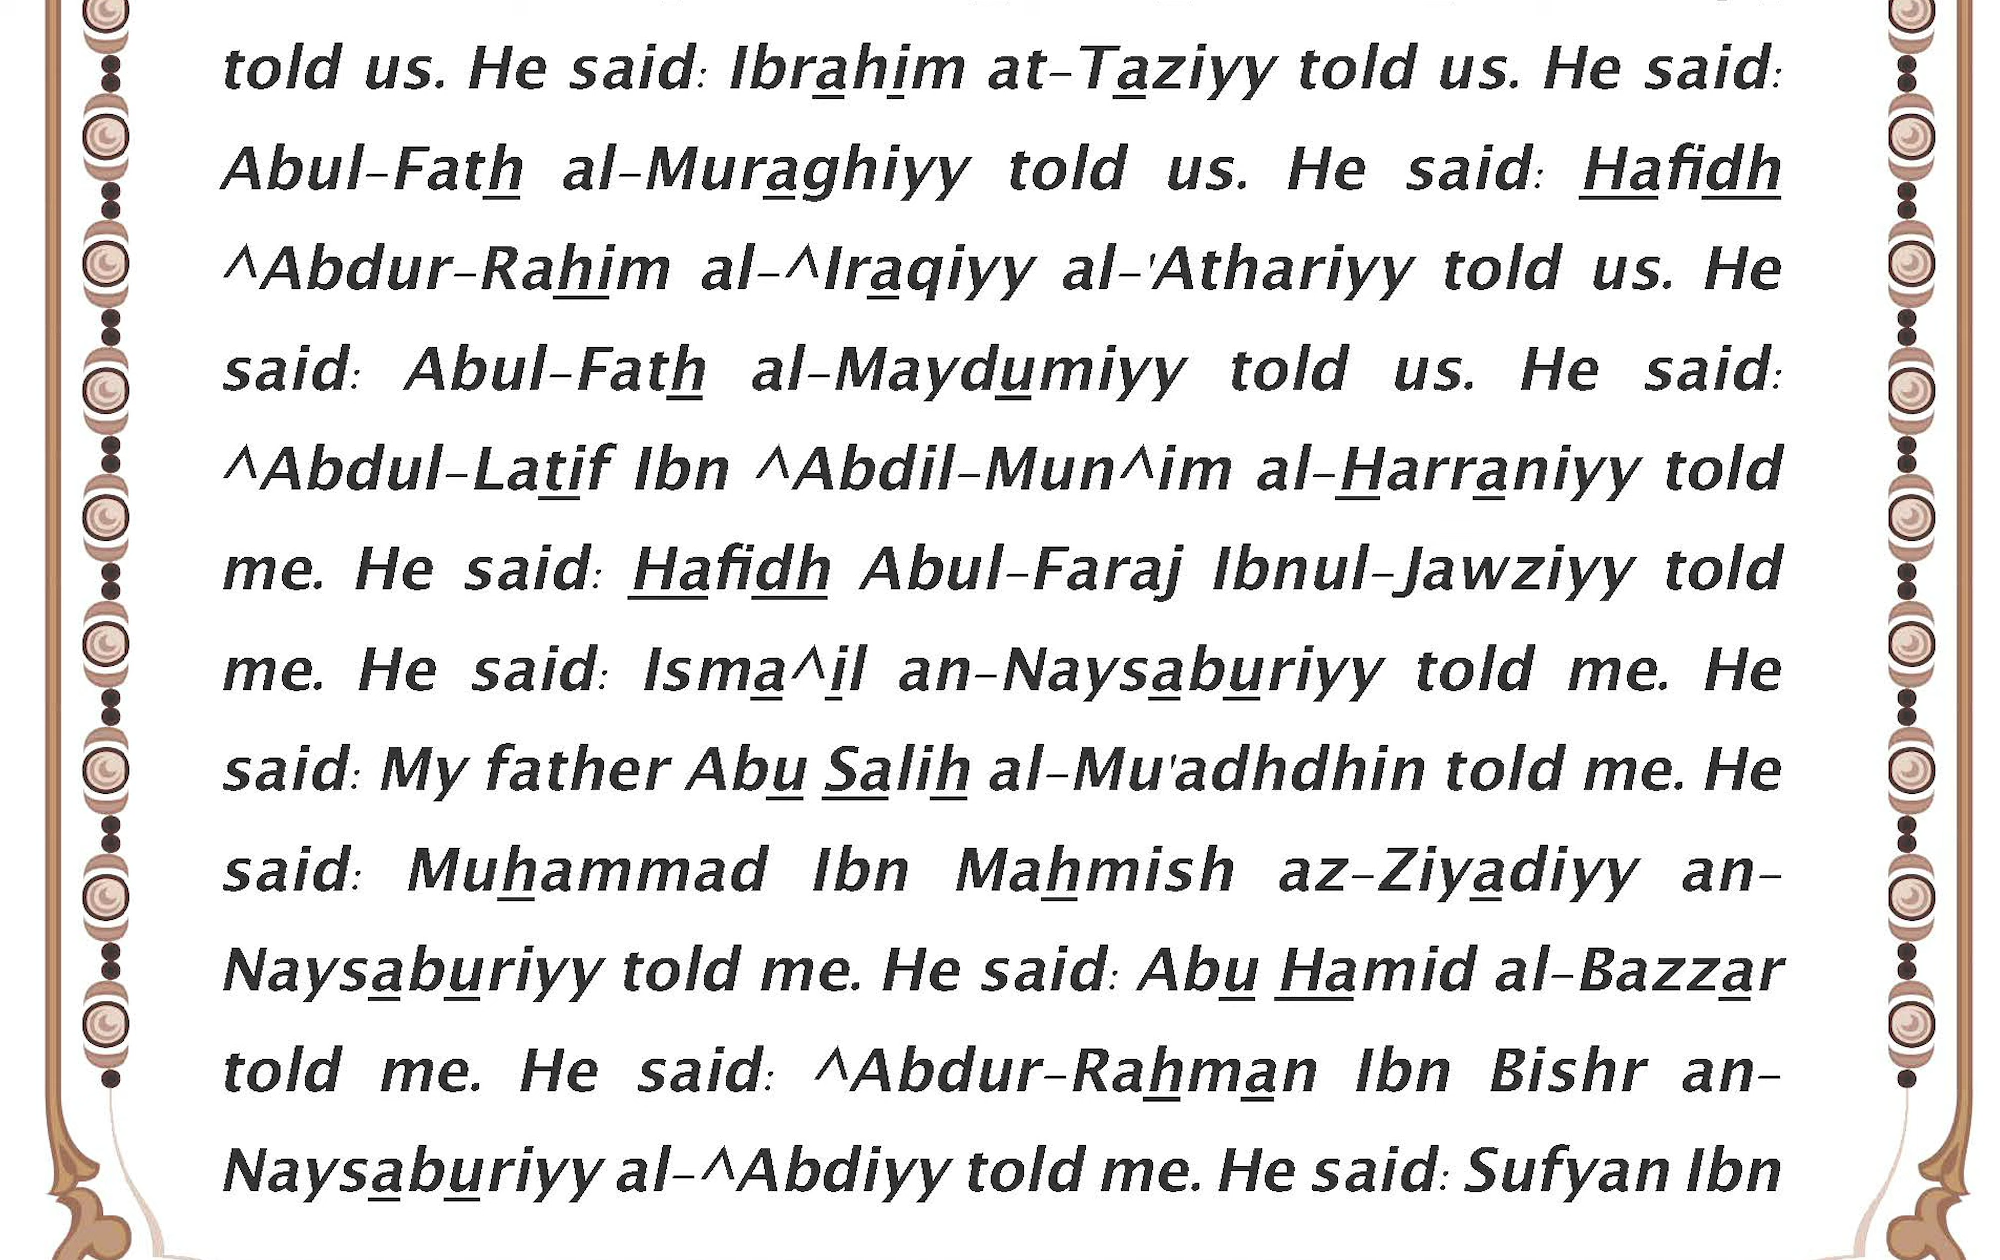 told us. He said: Ibrahim at-Taziyy told us. He said:
Abul-Fath al-Muraghiyy told us. He said: Hafidh
^Abdur-Rahim al-^Iraqiyy al-'Athariyy told us. He
said: Abul-Fath al-Maydumiyy told us. He said:
^Abdul-Latif Ibn ^Abdil-Mun^im al-Harraniyy told
me. He said: Hafidh Abul-Faraj Ibnul-Jawziyy told
me. He said: Isma^il an-Naysaburiyy told me. He
said: My father Abu Salih al-Mu'adhdhin told me. He
said: Muhammad Ibn Mahmish az-Ziyadiyy an-
Naysaburiyy told me. He said: Abu Hamid al-Bazzar
told me. He said: ^Abdur-Rahman Ibn Bishr an-
Naysaburiyy al-^Abdiyy told me. He said: Sufyan Ibn